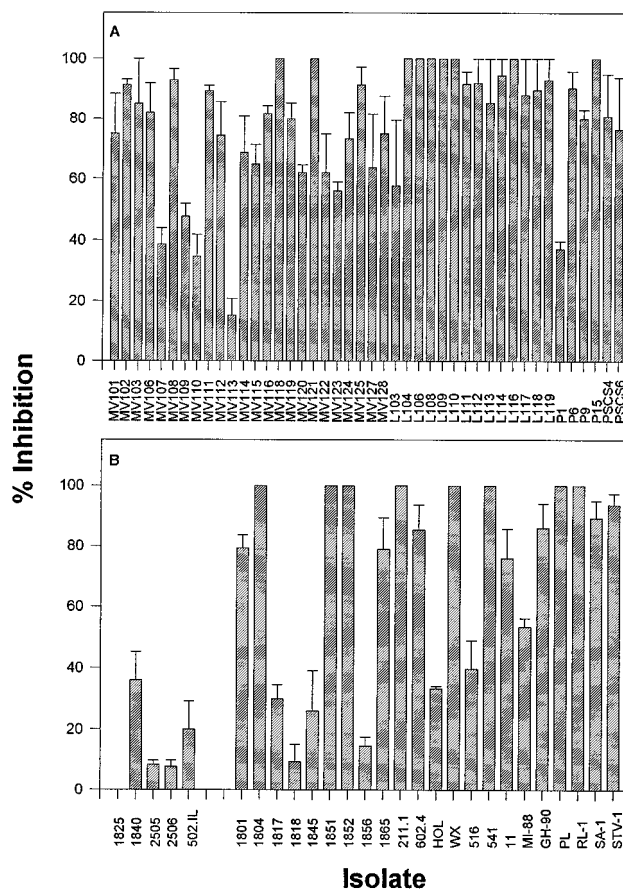 A
100
80
60
40
20
0
MV101 MV102 MV103 MV106 MV107 MV108 MV109 MV110 MV111 MV112 MV113 MV114 MV115 MV116 MV118 MV119 MV120 MV121 MV122 MV123 MV124 MV125 MV127 MV128 L103 L104 L106 L108 L109 L110 L111 L112 L113 L114 L116 L117 L118 L119 P1 P6 P9 P15 PSCS4 PSCS6
% Inhibition
B
100
80
60
40
20
0
1825 1840 2505 2506 502.IL 1801 1804 1817 1818 1845 1851 1852 1856 1865 211.1 602.4 HOL WX 516 541 11 MI-88 GH-90 PL RL-1 SA-1 STV-1
Isolate